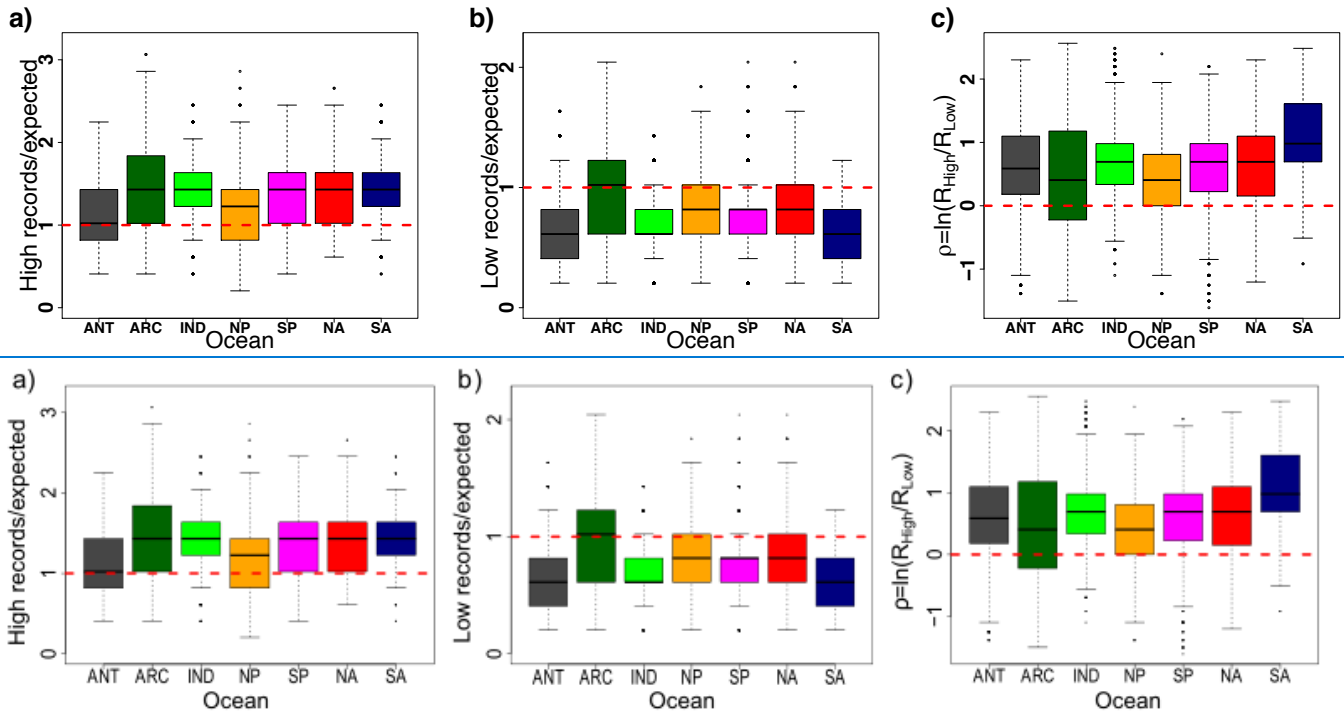 a)
High records/expected
3
2
1
0
ANT ARC IND NP SP NA SA
Ocean
b)
Low records/expected
2
1
0
ANT ARC IND NP SP NA SA
Ocean
c)
ρ=ln(R_High/R_Low)
2
1
0
−1
ANT ARC IND NP SP NA SA
Ocean
a)
High records/expected
3
2
1
0
ANT ARC IND NP SP NA SA
Ocean
b)
Low records/expected
2
1
0
ANT ARC IND NP SP NA SA
Ocean
c)
ρ=ln(R_High/R_Low)
2
1
0
−1
ANT ARC IND NP SP NA SA
Ocean